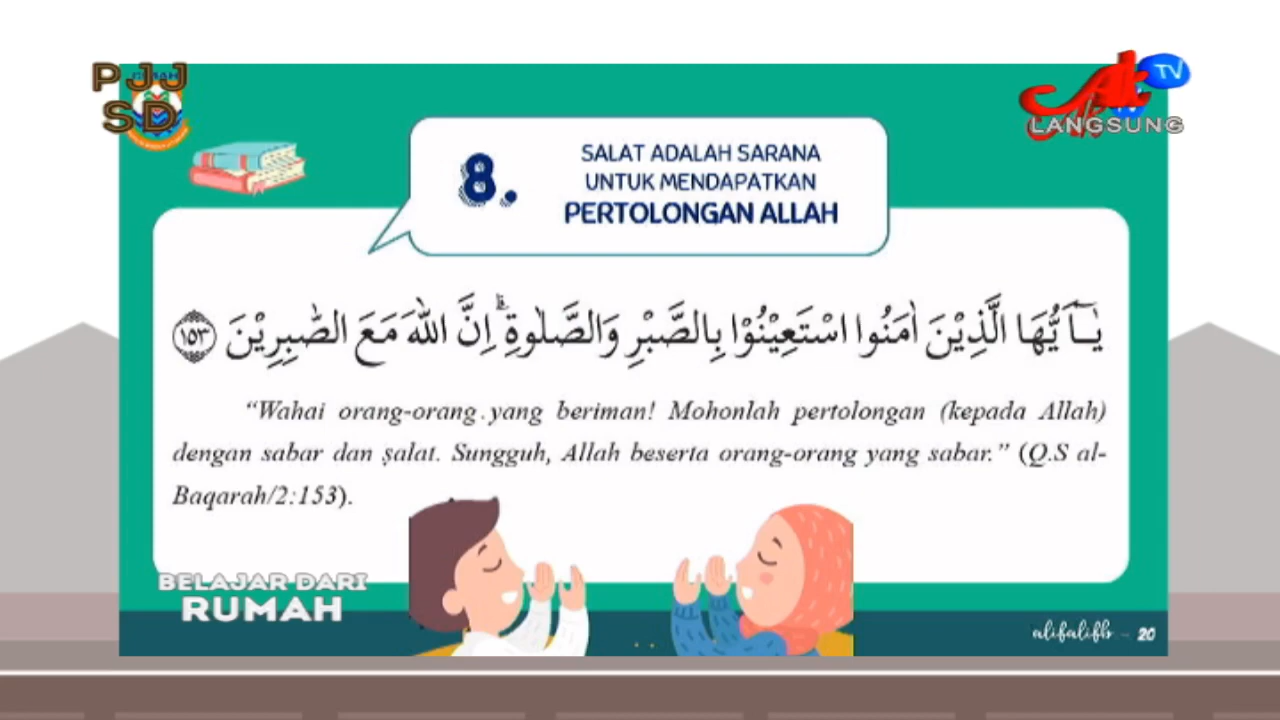 PJJ
SD
Ak TV
LANGSUNG
8.
SALAT ADALAH SARANA
UNTUK MENDAPATKAN
PERTOLONGAN ALLAH
يٰٓاَيُّهَا الَّذِيْنَ اٰمَنُوا اسْتَعِيْنُوْا بِالصَّبْرِ وَالصَّلٰوةِۗ اِنَّ اللّٰهَ مَعَ الصّٰبِرِيْنَ ١٥٣
“Wahai orang-orang yang beriman! Mohonlah pertolongan (kepada Allah)
dengan sabar dan ṣalat. Sungguh, Allah beserta orang-orang yang sabar.” (Q.S al-
Baqarah/2:153).
BELAJAR DARI
RUMAH
alifalifb – 20